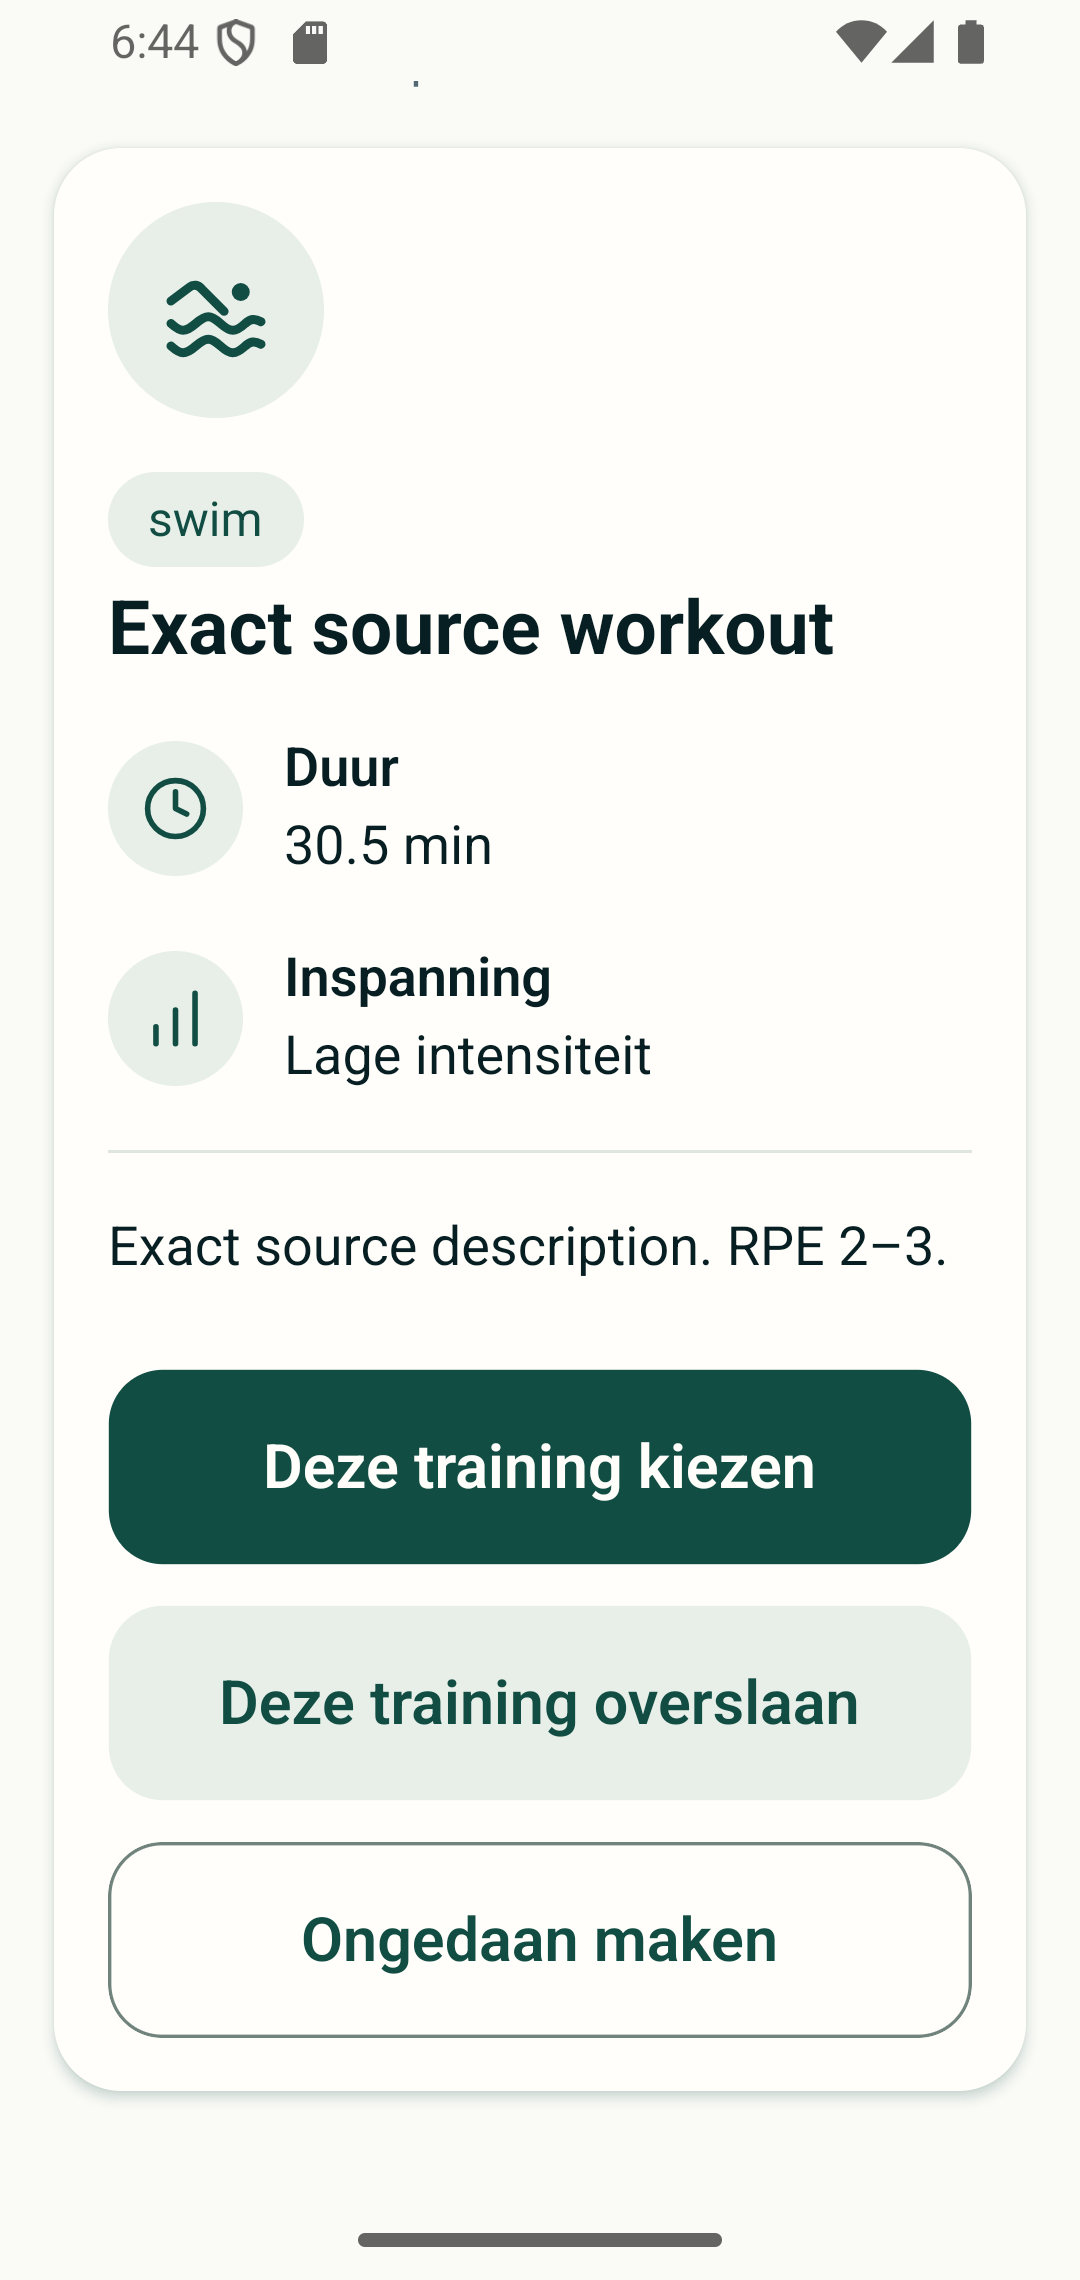 6:44
swim
Exact source workout
Duur
30.5 min
Inspanning
Lage intensiteit
Exact source description. RPE 2–3.
Deze training kiezen
Deze training overslaan
Ongedaan maken